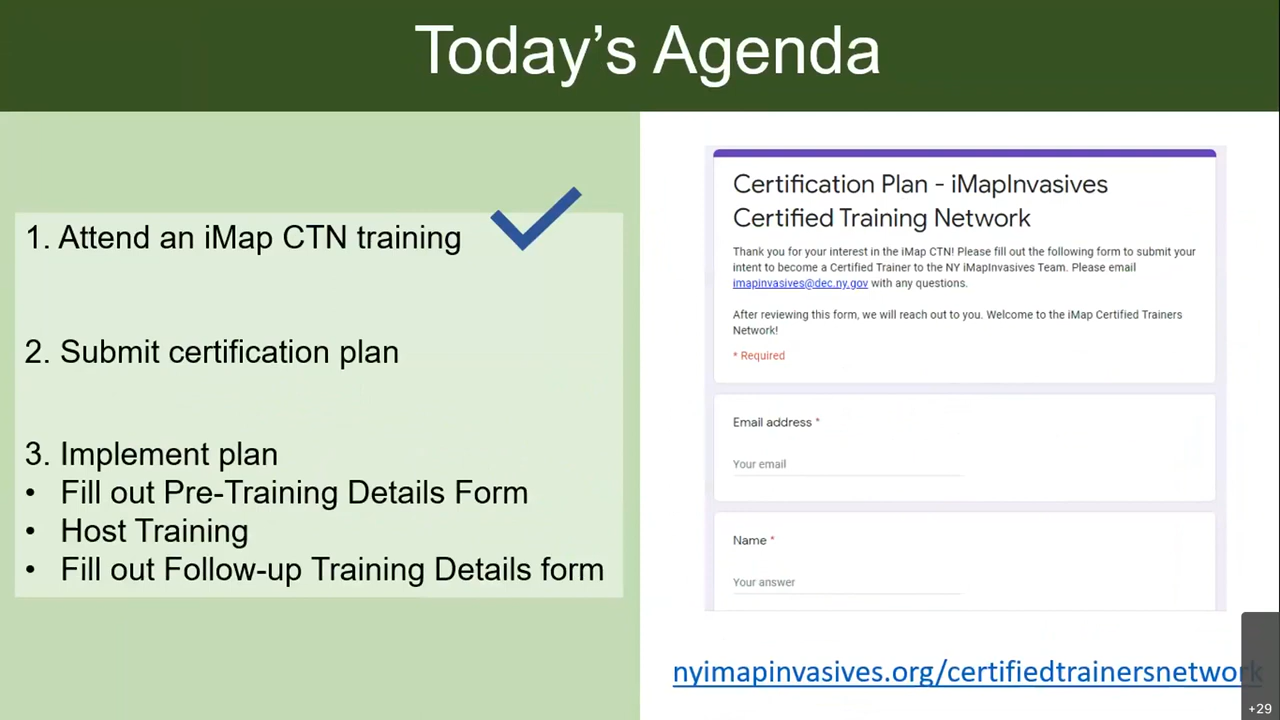 Today’s Agenda
1. Attend an iMap CTN training
2. Submit certification plan
3. Implement plan
• Fill out Pre-Training Details Form
• Host Training
• Fill out Follow-up Training Details form
Certification Plan - iMapInvasives
Certified Training Network
Thank you for your interest in the iMap CTN! Please fill out the following form to submit your
intent to become a Certified Trainer to the NY iMapInvasives Team. Please email
imapinvasives@dec.ny.gov with any questions.
After reviewing this form, we will reach out to you. Welcome to the iMap Certified Trainers
Network!
* Required
Email address *
Your email
Name *
Your answer
nyimapinvasives.org/certifiedtrainersnetwork
+29